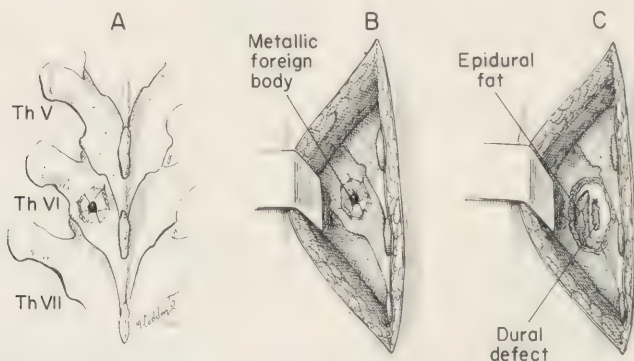 A
Th V
Th VI
Th VII
B
Metallic
foreign
body
C
Epidural
fat
Dural
defect